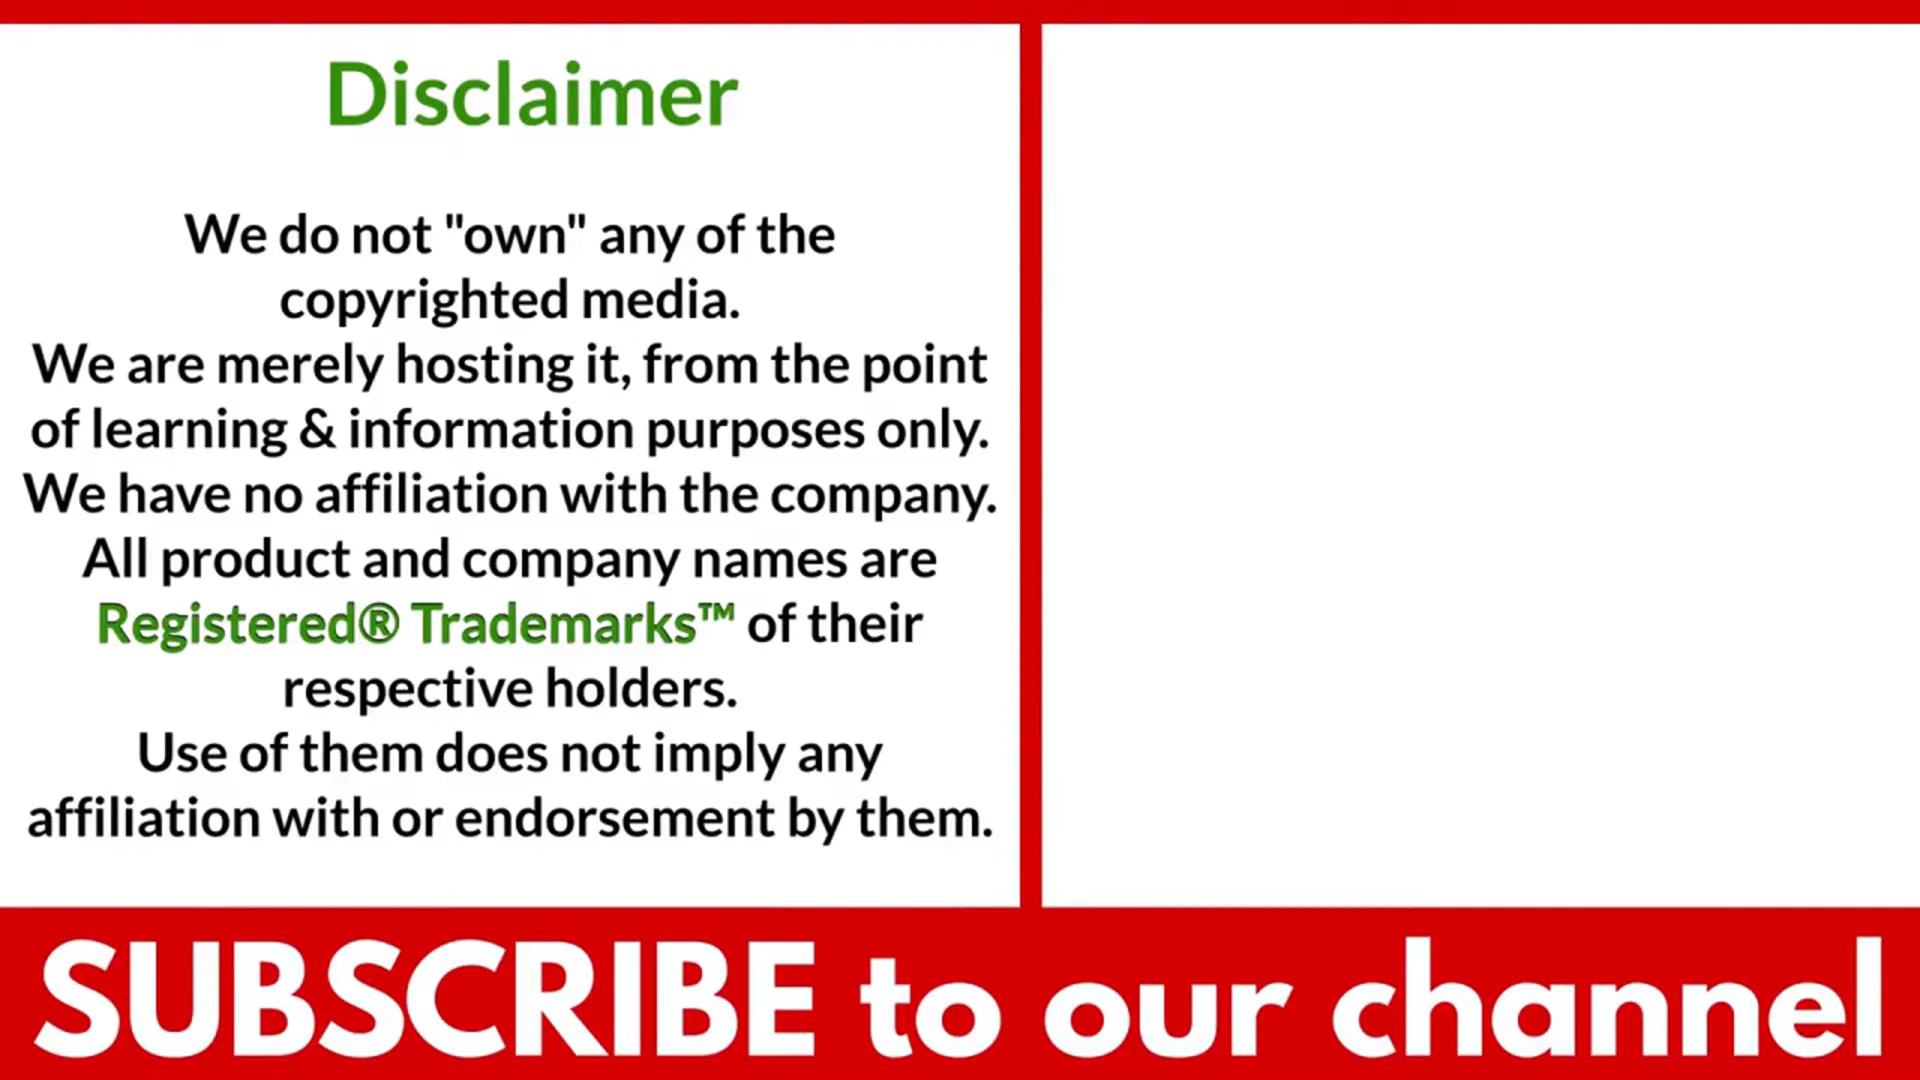 Disclaimer
We do not "own" any of the
copyrighted media.
We are merely hosting it, from the point
of learning & information purposes only.
We have no affiliation with the company.
All product and company names are
Registered® Trademarks™ of their
respective holders.
Use of them does not imply any
affiliation with or endorsement by them.
SUBSCRIBE to our channel